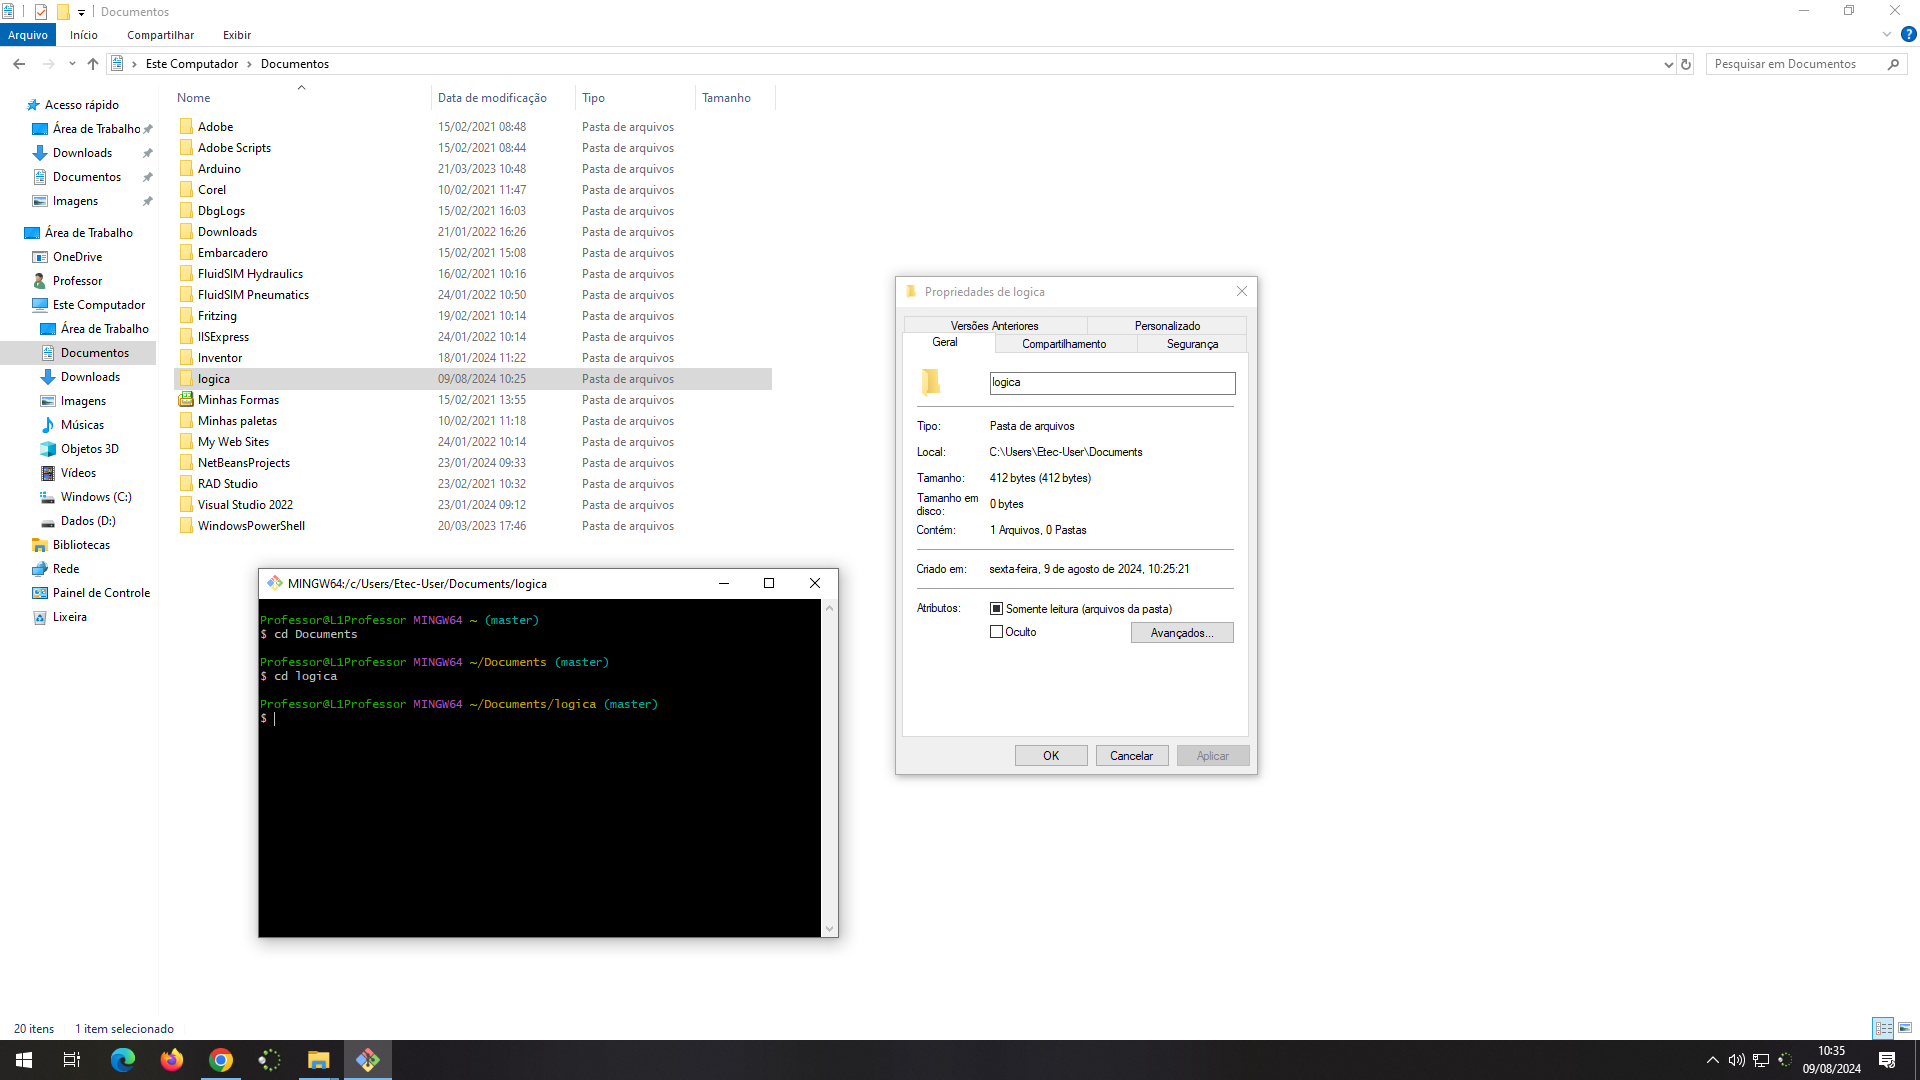 Documentos
Arquivo Início Compartilhar Exibir
Este Computador Documentos
Pesquisar em Documentos
Acesso rápido
Área de Trabalho
Downloads
Documentos
Imagens
Área de Trabalho
OneDrive
Professor
Este Computador
Área de Trabalho
Documentos
Downloads
Imagens
Músicas
Objetos 3D
Vídeos
Windows (C:)
Dados (D:)
Bibliotecas
Rede
Painel de Controle
Lixeira
Nome Data de modificação Tipo Tamanho
Adobe 15/02/2021 08:48 Pasta de arquivos
Adobe Scripts 15/02/2021 08:44 Pasta de arquivos
Arduino 21/03/2023 10:48 Pasta de arquivos
Corel 10/02/2021 11:47 Pasta de arquivos
DbgLogs 15/02/2021 16:03 Pasta de arquivos
Downloads 21/01/2022 16:26 Pasta de arquivos
Embarcadero 15/02/2021 15:08 Pasta de arquivos
FluidSIM Hydraulics 16/02/2021 10:16 Pasta de arquivos
FluidSIM Pneumatics 24/01/2022 10:50 Pasta de arquivos
Fritzing 19/02/2021 10:14 Pasta de arquivos
IISExpress 24/01/2022 10:14 Pasta de arquivos
Inventor 18/01/2024 11:22 Pasta de arquivos
logica 09/08/2024 10:25 Pasta de arquivos
Minhas Formas 15/02/2021 13:55 Pasta de arquivos
Minhas paletas 10/02/2021 11:18 Pasta de arquivos
My Web Sites 24/01/2022 10:14 Pasta de arquivos
NetBeansProjects 23/01/2024 09:33 Pasta de arquivos
RAD Studio 23/02/2021 10:32 Pasta de arquivos
Visual Studio 2022 23/01/2024 09:12 Pasta de arquivos
WindowsPowerShell 20/03/2023 17:46 Pasta de arquivos
Propriedades de logica
Versões Anteriores Personalizado
Geral Compartilhamento Segurança
logica
Tipo: Pasta de arquivos
Local: C:\Users\Etec-User\Documents
Tamanho: 412 bytes (412 bytes)
Tamanho em
disco: 0 bytes
Contém: 1 Arquivos, 0 Pastas
Criado em: sexta-feira, 9 de agosto de 2024, 10:25:21
Atributos: Somente leitura (arquivos da pasta)
Oculto Avançados...
OK Cancelar Aplicar
MINGW64:/c/Users/Etec-User/Documents/logica
Professor@L1Professor MINGW64 ~ (master)
$ cd Documents
Professor@L1Professor MINGW64 ~/Documents (master)
$ cd logica
Professor@L1Professor MINGW64 ~/Documents/logica (master)
$
20 itens 1 item selecionado
10:35
09/08/2024